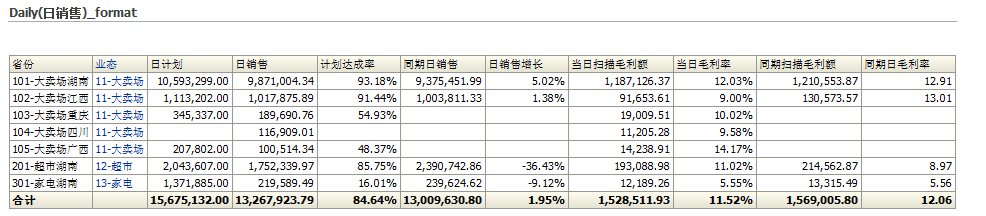 Daily(日销售)_format
省份 业态 日计划 日销售 计划达成率 同期日销售 日销售增长 当日扫描毛利额 当日毛利率 同期扫描毛利额 同期日毛利率
101-大卖场湖南 11-大卖场 10,593,299.00 9,871,004.34 93.18% 9,375,451.99 5.02% 1,187,126.37 12.03% 1,210,553.87 12.91
102-大卖场江西 11-大卖场 1,113,202.00 1,017,875.89 91.44% 1,003,811.33 1.38% 91,653.61 9.00% 130,573.57 13.01
103-大卖场重庆 11-大卖场 345,337.00 189,690.76 54.93% 19,009.51 10.02%
104-大卖场四川 11-大卖场 116,909.01 11,205.28 9.58%
105-大卖场广西 11-大卖场 207,802.00 100,514.34 48.37% 14,238.91 14.17%
201-超市湖南 12-超市 2,043,607.00 1,752,339.97 85.75% 2,390,742.86 -36.43% 193,088.98 11.02% 214,562.87 8.97
301-家电湖南 13-家电 1,371,885.00 219,589.49 16.01% 239,624.62 -9.12% 12,189.26 5.55% 13,315.49 5.56
合计 15,675,132.00 13,267,923.79 84.64% 13,009,630.80 1.95% 1,528,511.93 11.52% 1,569,005.80 12.06